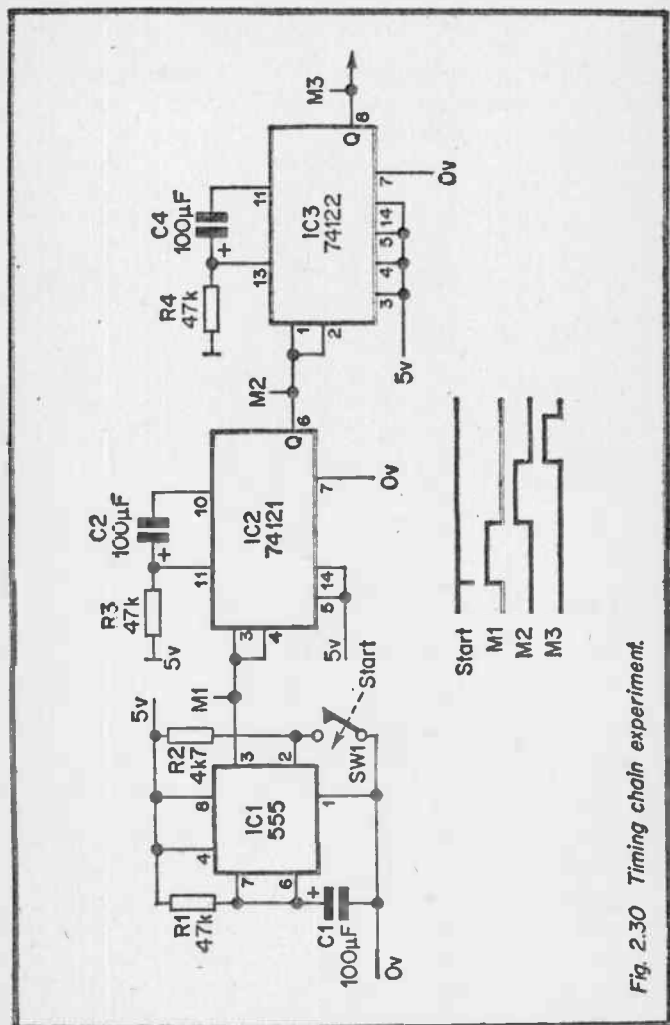 5v
R1
47k
R2
4k7
4
8
7
6
3
2
1
IC1
555
+
C1
100µF
0v
SW1
Start
M1
5v
R3
47k
+
C2
100µF
11
10
3
4
5
14
IC2
74121
Q
6
7
5v
0v
M2
R4
47k
+
C4
100µF
13
11
1
2
3
4
5
14
IC3
74122
Q
8
7
5v
0v
M3
Start
M1
M2
M3
Fig. 2.30 Timing chain experiment.